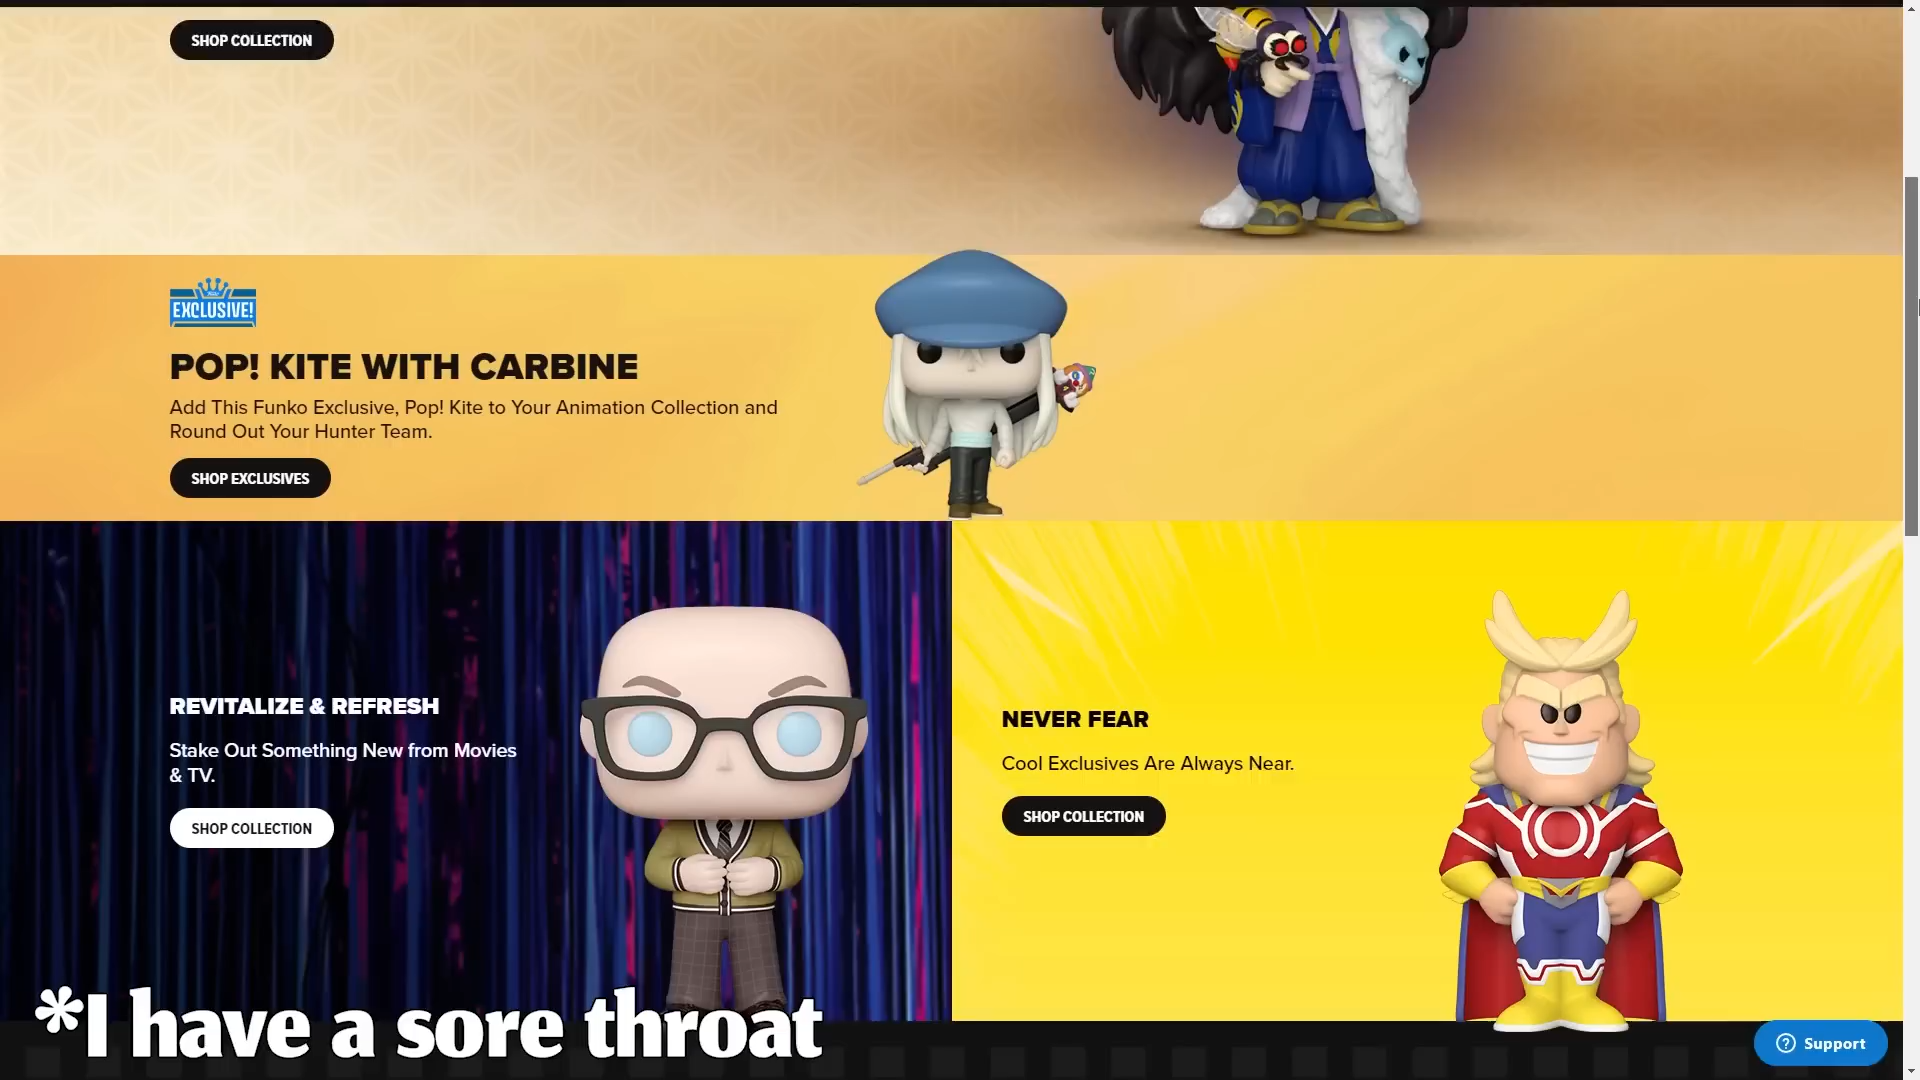 SHOP COLLECTION
EXCLUSIVE!
POP! KITE WITH CARBINE
Add This Funko Exclusive, Pop! Kite to Your Animation Collection and
Round Out Your Hunter Team.
SHOP EXCLUSIVES
REVITALIZE & REFRESH
Stake Out Something New from Movies
& TV.
SHOP COLLECTION
NEVER FEAR
Cool Exclusives Are Always Near.
SHOP COLLECTION
*I have a sore throat
Support